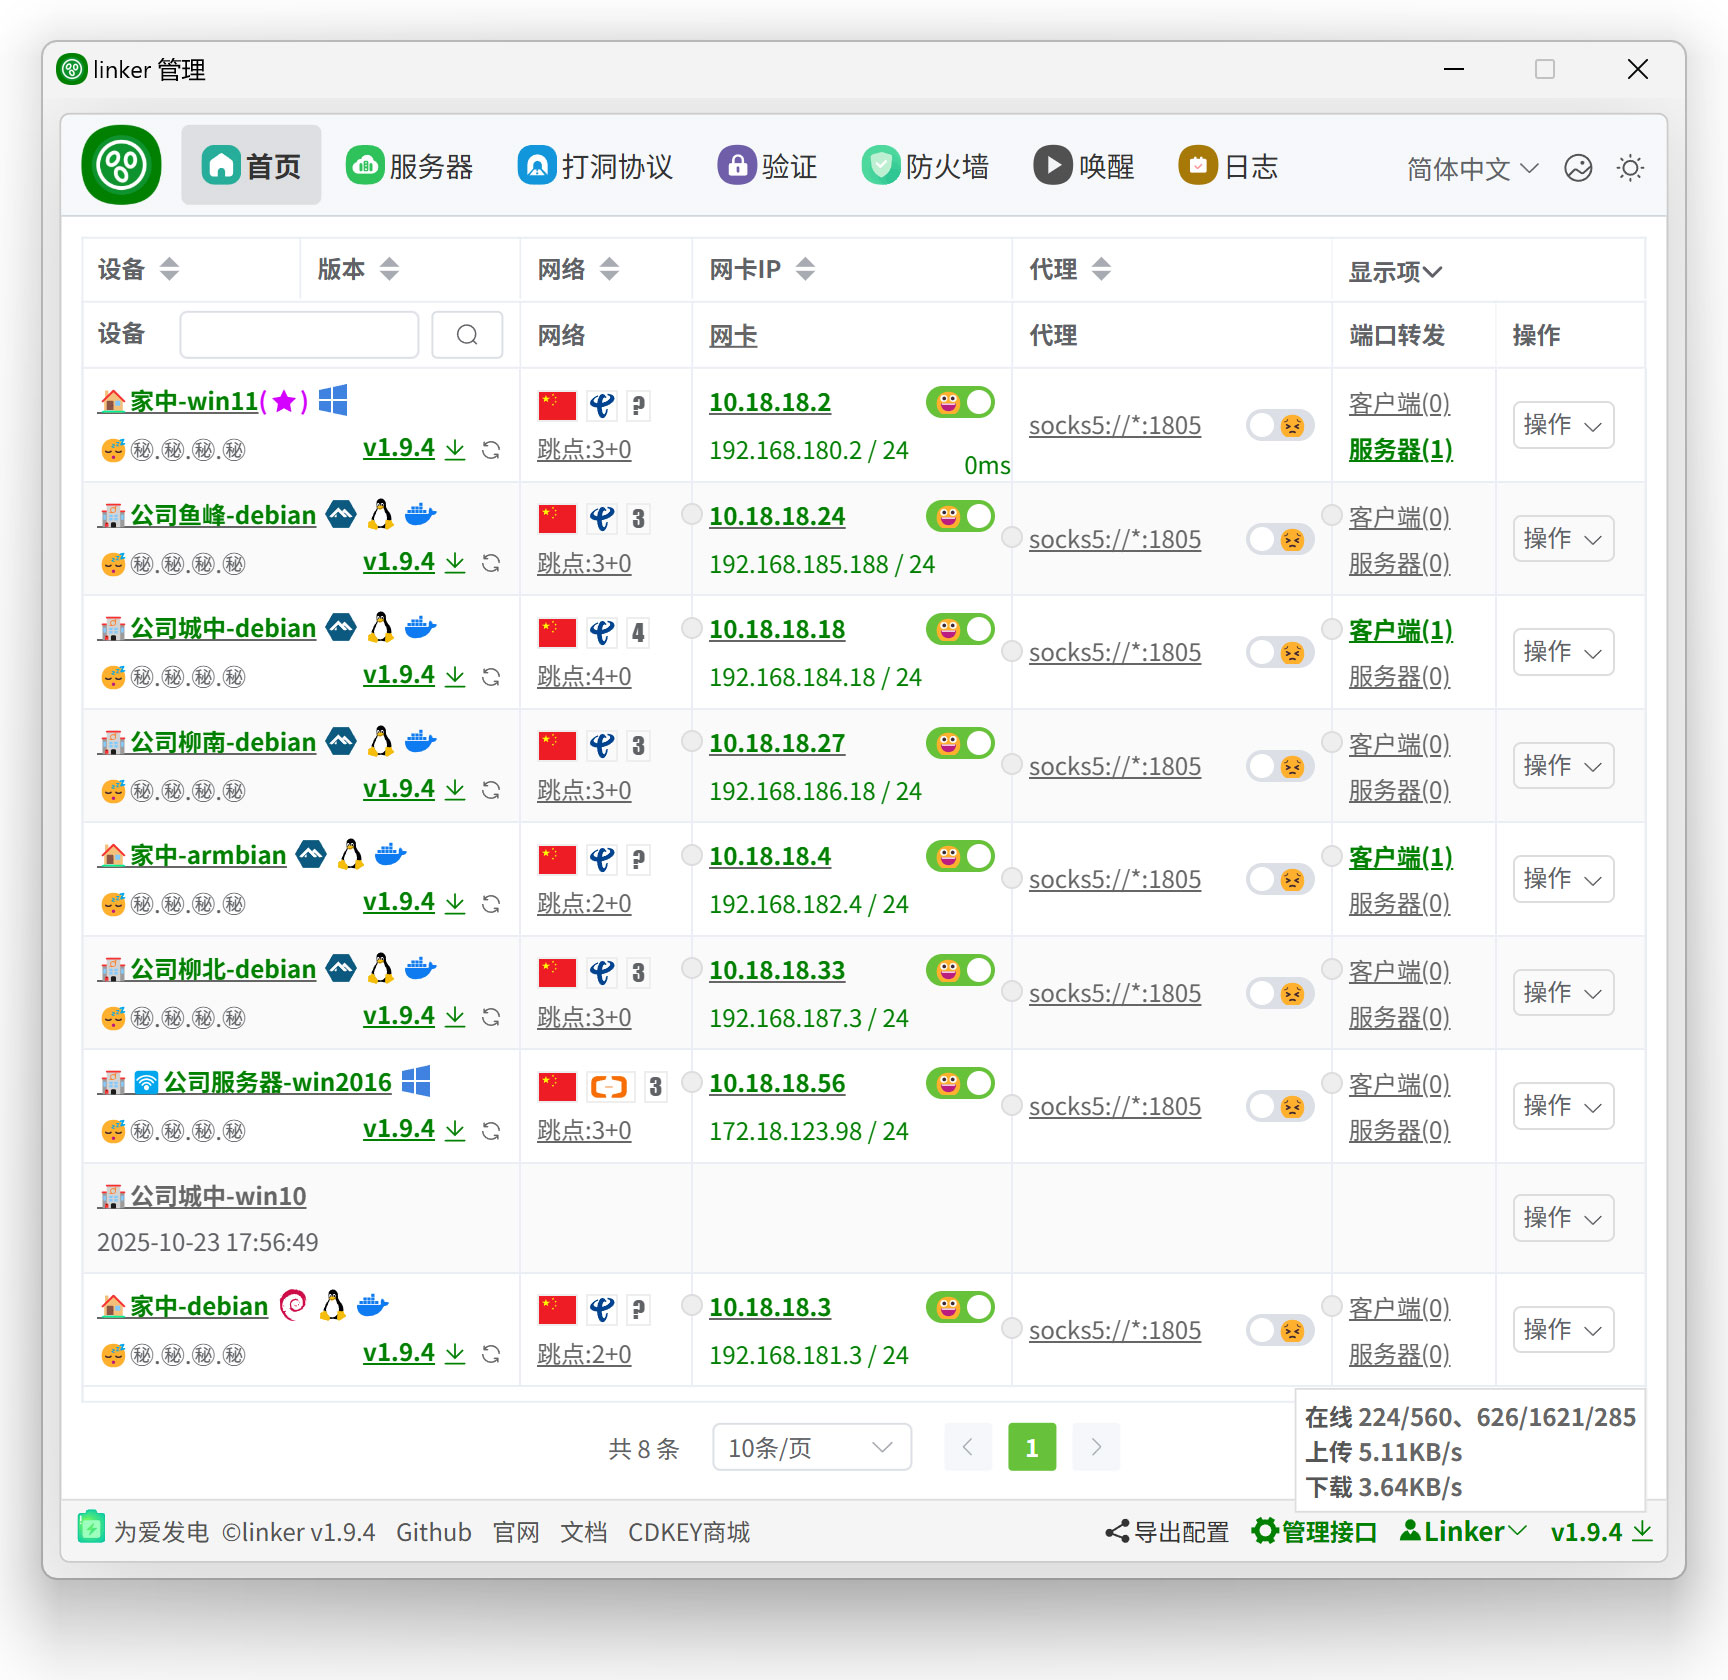 linker 管理
首页 服务器 打洞协议 验证 防火墙 唤醒 日志 简体中文
设备 版本 网络 网卡IP 代理 显示项
设备 网络 网卡 代理 端口转发 操作
家中-win11(★) ? 10.18.18.2 socks5://*:1805 客户端(0) 操作
㊙.㊙.㊙.㊙ v1.9.4 跳点:3+0 192.168.180.2 / 24 0ms 服务器(1)
公司鱼峰-debian 3 10.18.18.24 socks5://*:1805 客户端(0) 操作
㊙.㊙.㊙.㊙ v1.9.4 跳点:3+0 192.168.185.188 / 24 服务器(0)
公司城中-debian 4 10.18.18.18 socks5://*:1805 客户端(1) 操作
㊙.㊙.㊙.㊙ v1.9.4 跳点:4+0 192.168.184.18 / 24 服务器(0)
公司柳南-debian 3 10.18.18.27 socks5://*:1805 客户端(0) 操作
㊙.㊙.㊙.㊙ v1.9.4 跳点:3+0 192.168.186.18 / 24 服务器(0)
家中-armbian ? 10.18.18.4 socks5://*:1805 客户端(1) 操作
㊙.㊙.㊙.㊙ v1.9.4 跳点:2+0 192.168.182.4 / 24 服务器(0)
公司柳北-debian 3 10.18.18.33 socks5://*:1805 客户端(0) 操作
㊙.㊙.㊙.㊙ v1.9.4 跳点:3+0 192.168.187.3 / 24 服务器(0)
公司服务器-win2016 3 10.18.18.56 socks5://*:1805 客户端(0) 操作
㊙.㊙.㊙.㊙ v1.9.4 跳点:3+0 172.18.123.98 / 24 服务器(0)
公司城中-win10 操作
2025-10-23 17:56:49
家中-debian ? 10.18.18.3 socks5://*:1805 客户端(0) 操作
㊙.㊙.㊙.㊙ v1.9.4 跳点:2+0 192.168.181.3 / 24 服务器(0)
共 8 条 10条/页 1
在线 224/560、626/1621/285
上传 5.11KB/s
下载 3.64KB/s
为爱发电 ©linker v1.9.4 Github 官网 文档 CDKEY商城 导出配置 管理接口 Linker v1.9.4